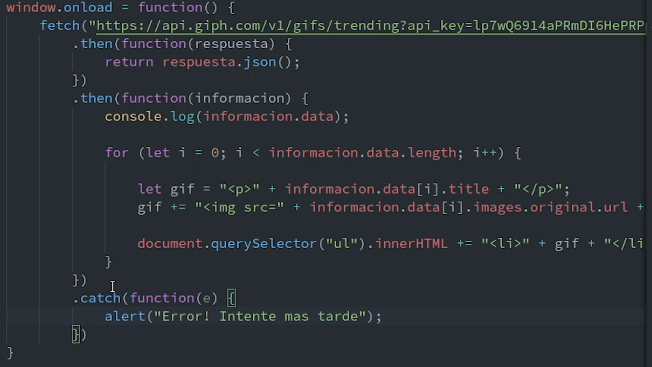 window.onload = function() {
fetch("https://api.giph.com/v1/gifs/trending?api_key=lp7wQ6914aPRmDI6HePRP
.then(function(respuesta) {
return respuesta.json();
})
.then(function(informacion) {
console.log(informacion.data);
for (let i = 0; i < informacion.data.length; i++) {
let gif = "<p>" + informacion.data[i].title + "</p>";
gif += "<img src=" + informacion.data[i].images.original.url +
document.querySelector("ul").innerHTML += "<li>" + gif + "</li
}
})
.catch(function(e) {
alert("Error! Intente mas tarde");
})
}